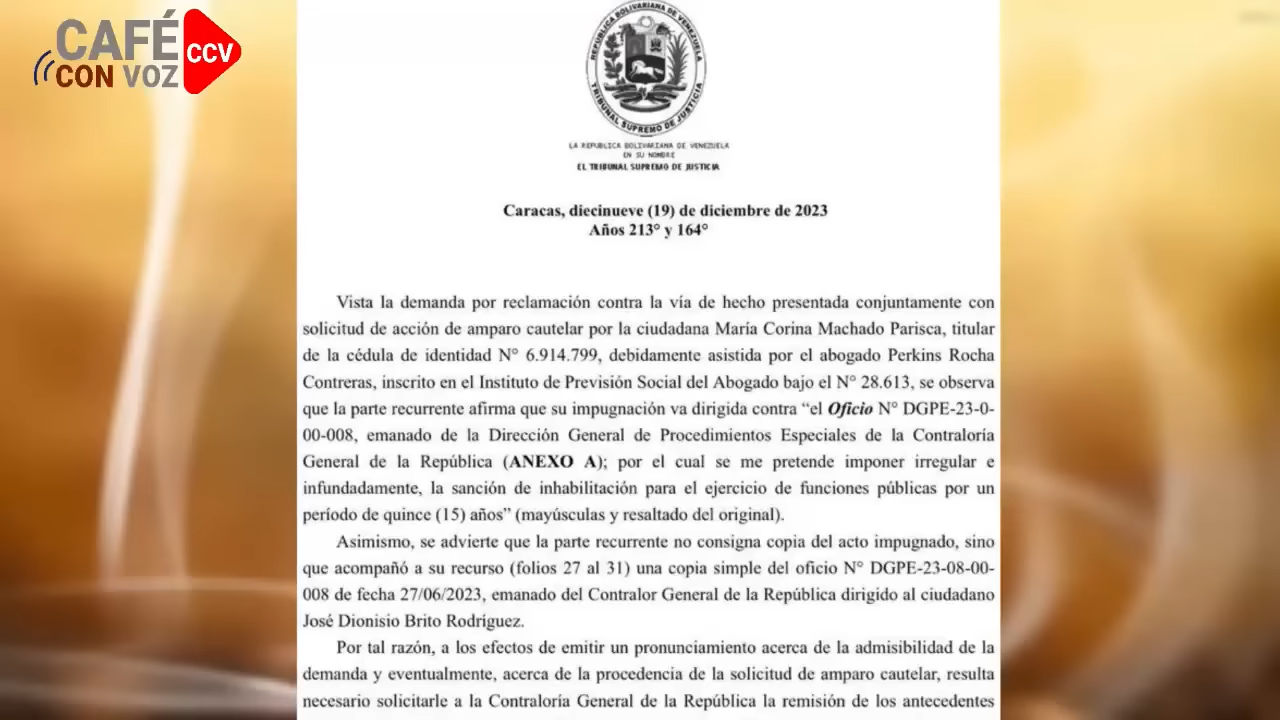 CAFÉ
CON VOZ
CCV
REPÚBLICA BOLIVARIANA DE VENEZUELA
TRIBUNAL SUPREMO DE JUSTICIA
LA REPÚBLICA BOLIVARIANA DE VENEZUELA
EN SU NOMBRE
EL TRIBUNAL SUPREMO DE JUSTICIA
Caracas, diecinueve (19) de diciembre de 2023
Años 213° y 164°
Vista la demanda por reclamación contra la vía de hecho presentada conjuntamente con
solicitud de acción de amparo cautelar por la ciudadana María Corina Machado Parisca, titular
de la cédula de identidad N° 6.914.799, debidamente asistida por el abogado Perkins Rocha
Contreras, inscrito en el Instituto de Previsión Social del Abogado bajo el N° 28.613, se observa
que la parte recurrente afirma que su impugnación va dirigida contra “el Oficio N° DGPE-23-0-
00-008, emanado de la Dirección General de Procedimientos Especiales de la Contraloría
General de la República (ANEXO A); por el cual se me pretende imponer irregular e
infundadamente, la sanción de inhabilitación para el ejercicio de funciones públicas por un
período de quince (15) años” (mayúsculas y resaltado del original).
Asimismo, se advierte que la parte recurrente no consigna copia del acto impugnado, sino
que acompañó a su recurso (folios 27 al 31) una copia simple del oficio N° DGPE-23-08-00-
008 de fecha 27/06/2023, emanado del Contralor General de la República dirigido al ciudadano
José Dionisio Brito Rodríguez.
Por tal razón, a los efectos de emitir un pronunciamiento acerca de la admisibilidad de la
demanda y eventualmente, acerca de la procedencia de la solicitud de amparo cautelar, resulta
necesario solicitarle a la Contraloría General de la República la remisión de los antecedentes